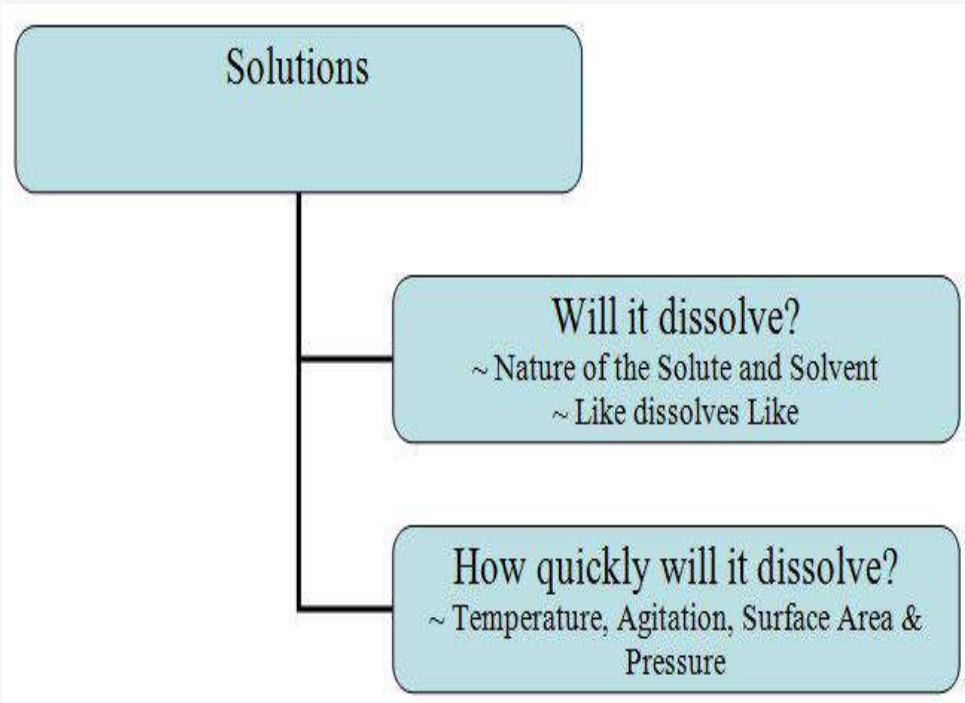 Solutions
Will it dissolve?
~ Nature of the Solute and Solvent
~ Like dissolves Like
How quickly will it dissolve?
~ Temperature, Agitation, Surface Area &
Pressure